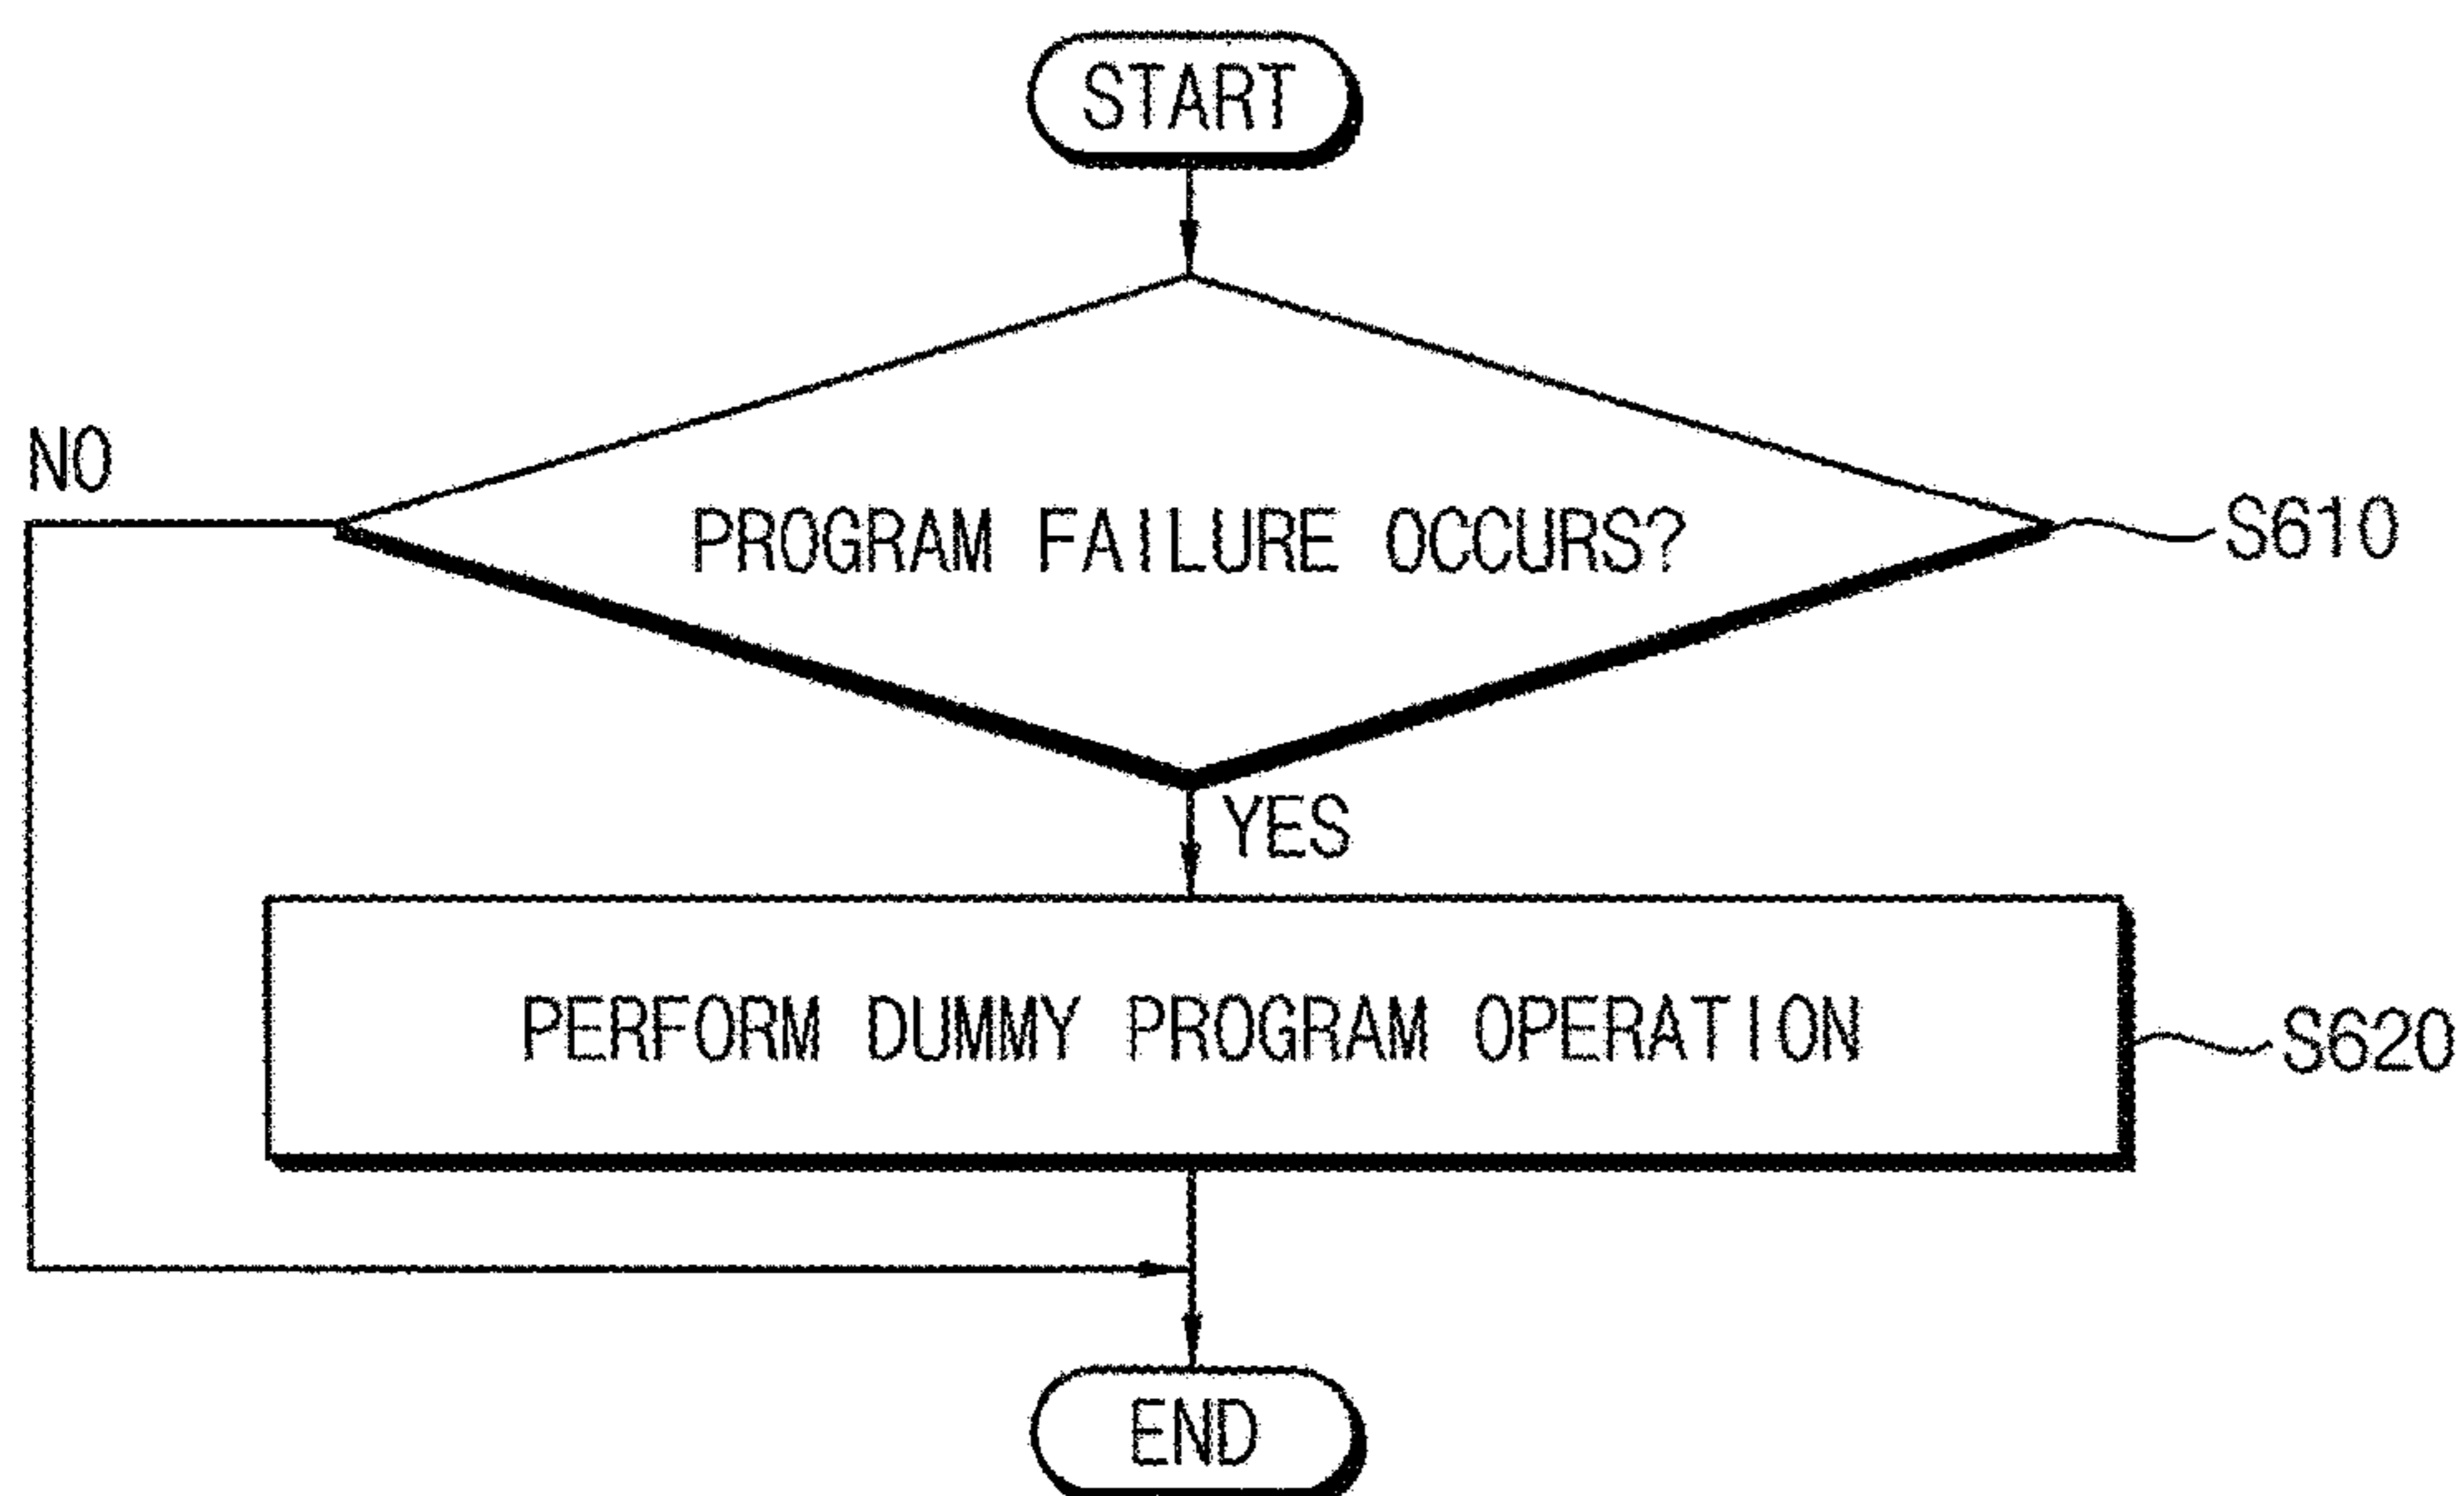 START
NO
PROGRAM FAILURE OCCURS?
S610
YES
PERFORM DUMMY PROGRAM OPERATION
S620
END